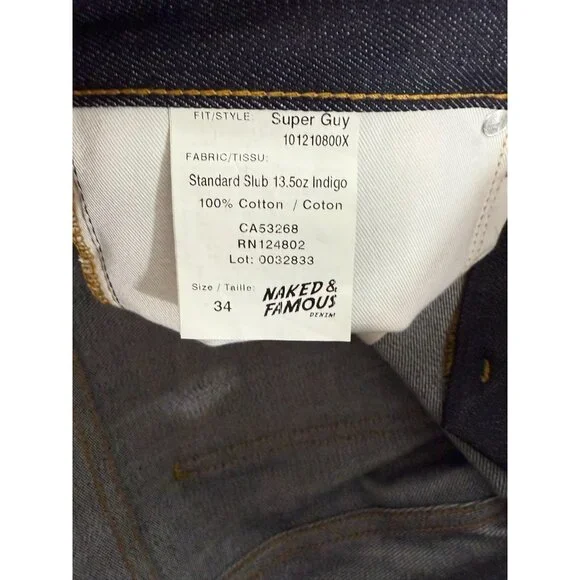 FIT/STYLE: Super Guy
101210800X
FABRIC/TISSU:
Standard Slub 13.5oz Indigo
100% Cotton / Coton
CA53268
RN124802
Lot: 0032833
Size / Taille:
34
NAKED &
FAMOUS
DENIM